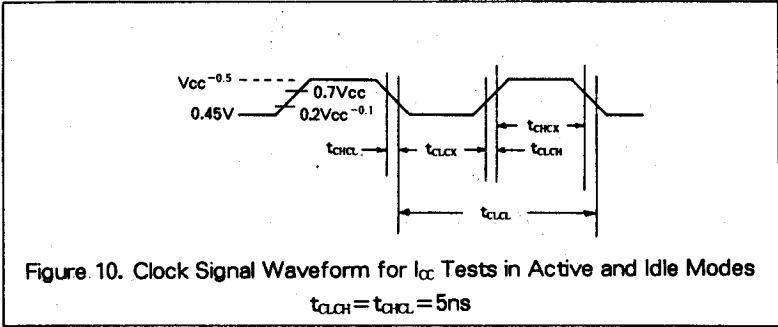 Vcc-0.5
0.7Vcc
0.45V
0.2Vcc-0.1
tCHCX
tCHCL
tCLCX
tCLCH
tCLCL
Figure 10. Clock Signal Waveform for ICC Tests in Active and Idle Modes
tCLCH=tCHCL=5ns